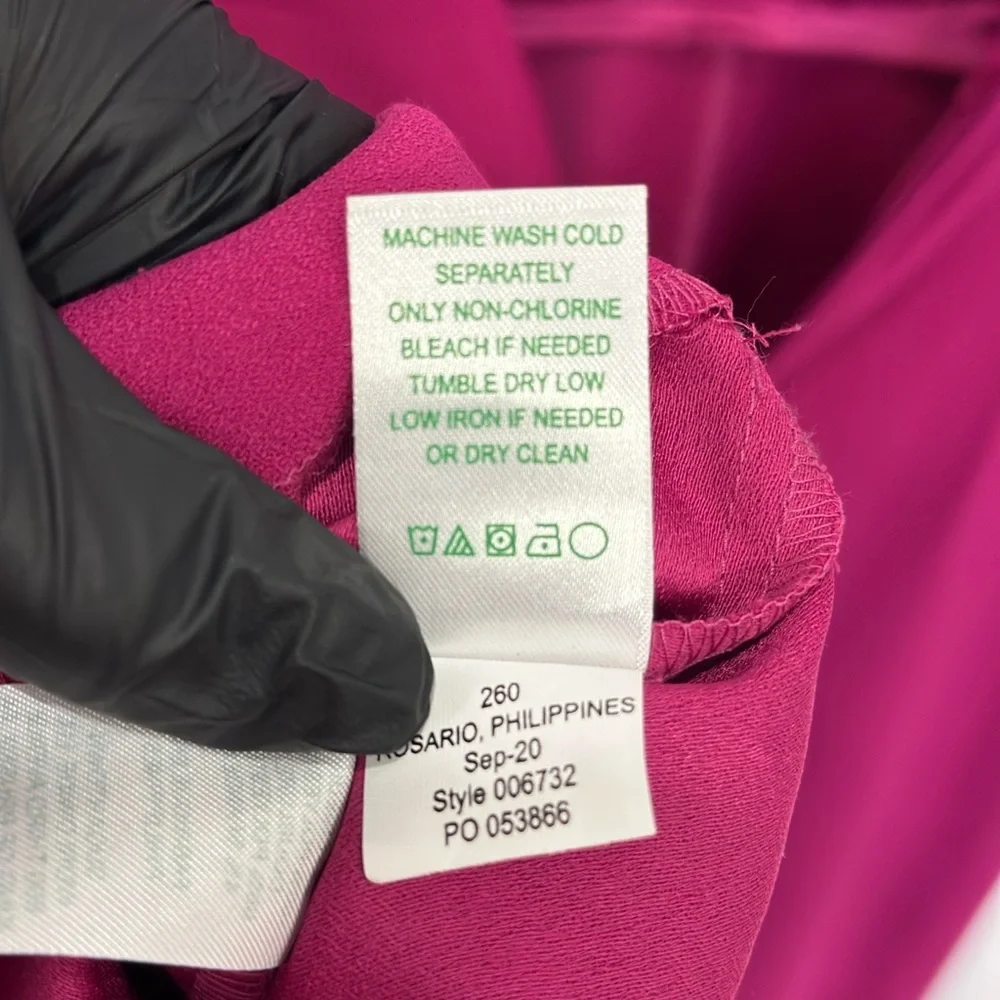 MACHINE WASH COLD
SEPARATELY
ONLY NON-CHLORINE
BLEACH IF NEEDED
TUMBLE DRY LOW
LOW IRON IF NEEDED
OR DRY CLEAN
260
ROSARIO, PHILIPPINES
Sep-20
Style 006732
PO 053866